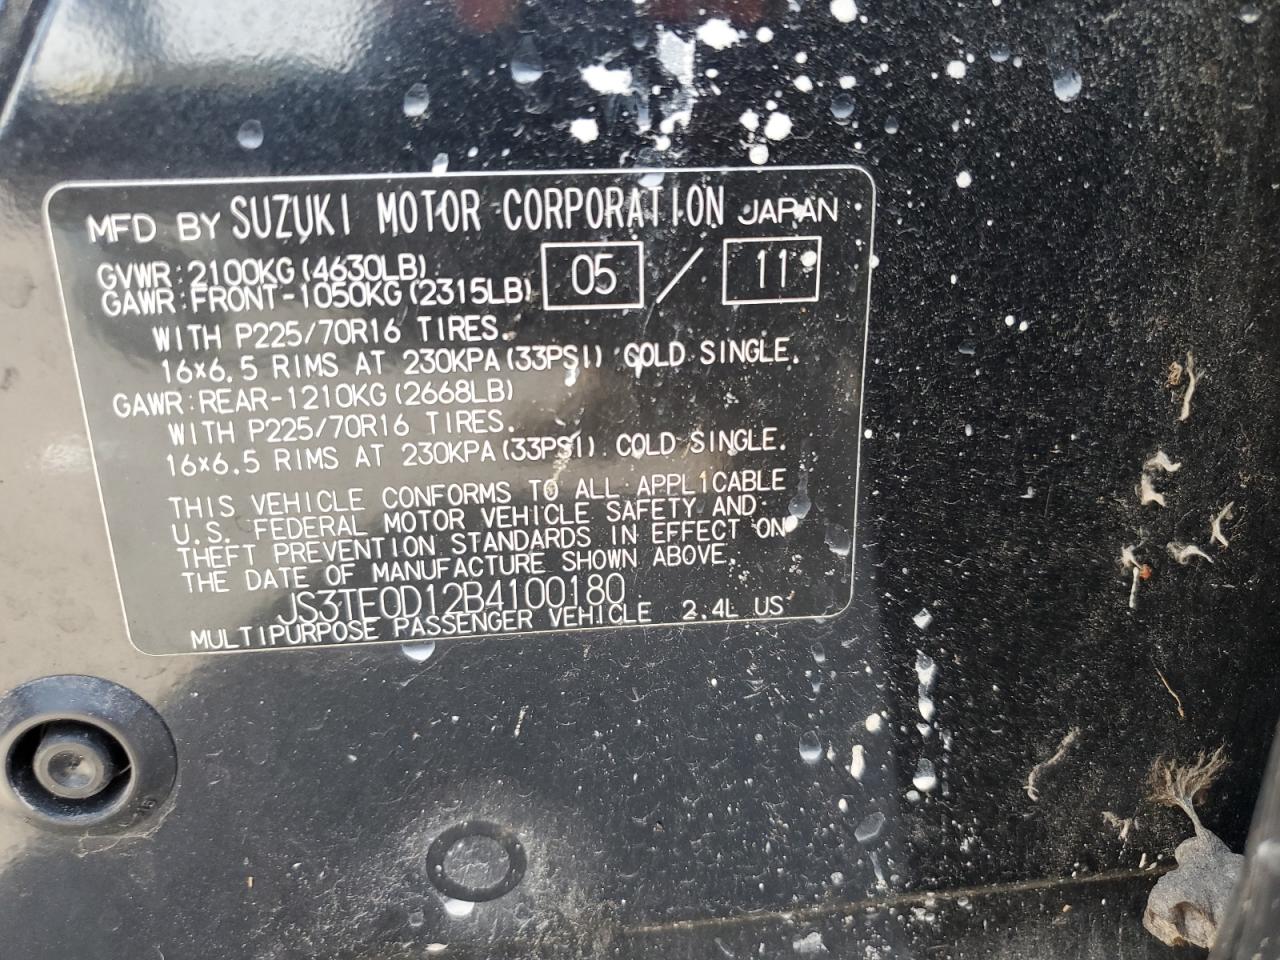 MFD BY SUZUKI MOTOR CORPORATION JAPAN
GVWR:2100KG(4630LB) 05 / 11
GAWR:FRONT-1050KG(2315LB)
WITH P225/70R16 TIRES.
16x6.5 RIMS AT 230KPA(33PSI) COLD SINGLE.
GAWR:REAR-1210KG(2668LB)
WITH P225/70R16 TIRES.
16x6.5 RIMS AT 230KPA(33PSI) COLD SINGLE.
THIS VEHICLE CONFORMS TO ALL APPLICABLE
U.S. FEDERAL MOTOR VEHICLE SAFETY AND
THEFT PREVENTION STANDARDS IN EFFECT ON
THE DATE OF MANUFACTURE SHOWN ABOVE.
JS3TE0D12B4100180
MULTIPURPOSE PASSENGER VEHICLE 2.4L US